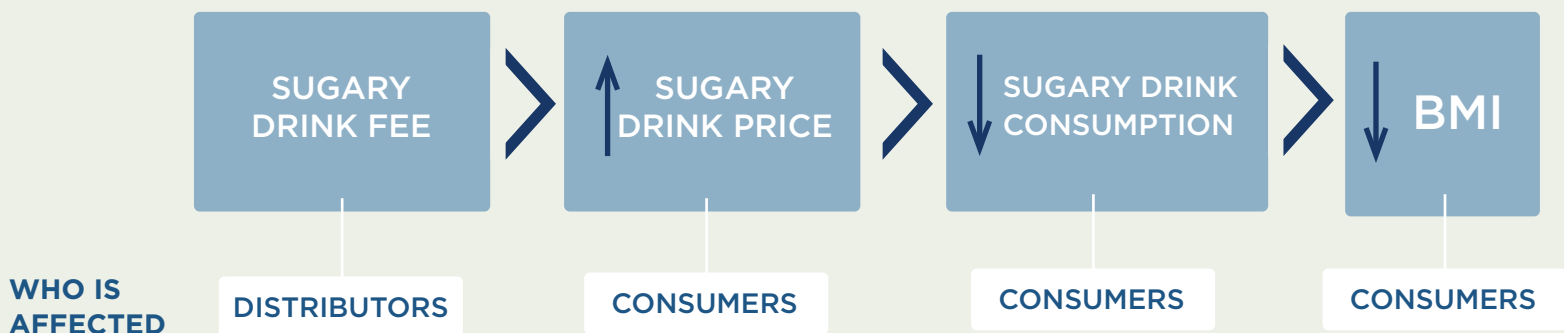 SUGARY
DRINK FEE
SUGARY
DRINK PRICE
SUGARY DRINK
CONSUMPTION
BMI
WHO IS
AFFECTED
DISTRIBUTORS
CONSUMERS
CONSUMERS
CONSUMERS